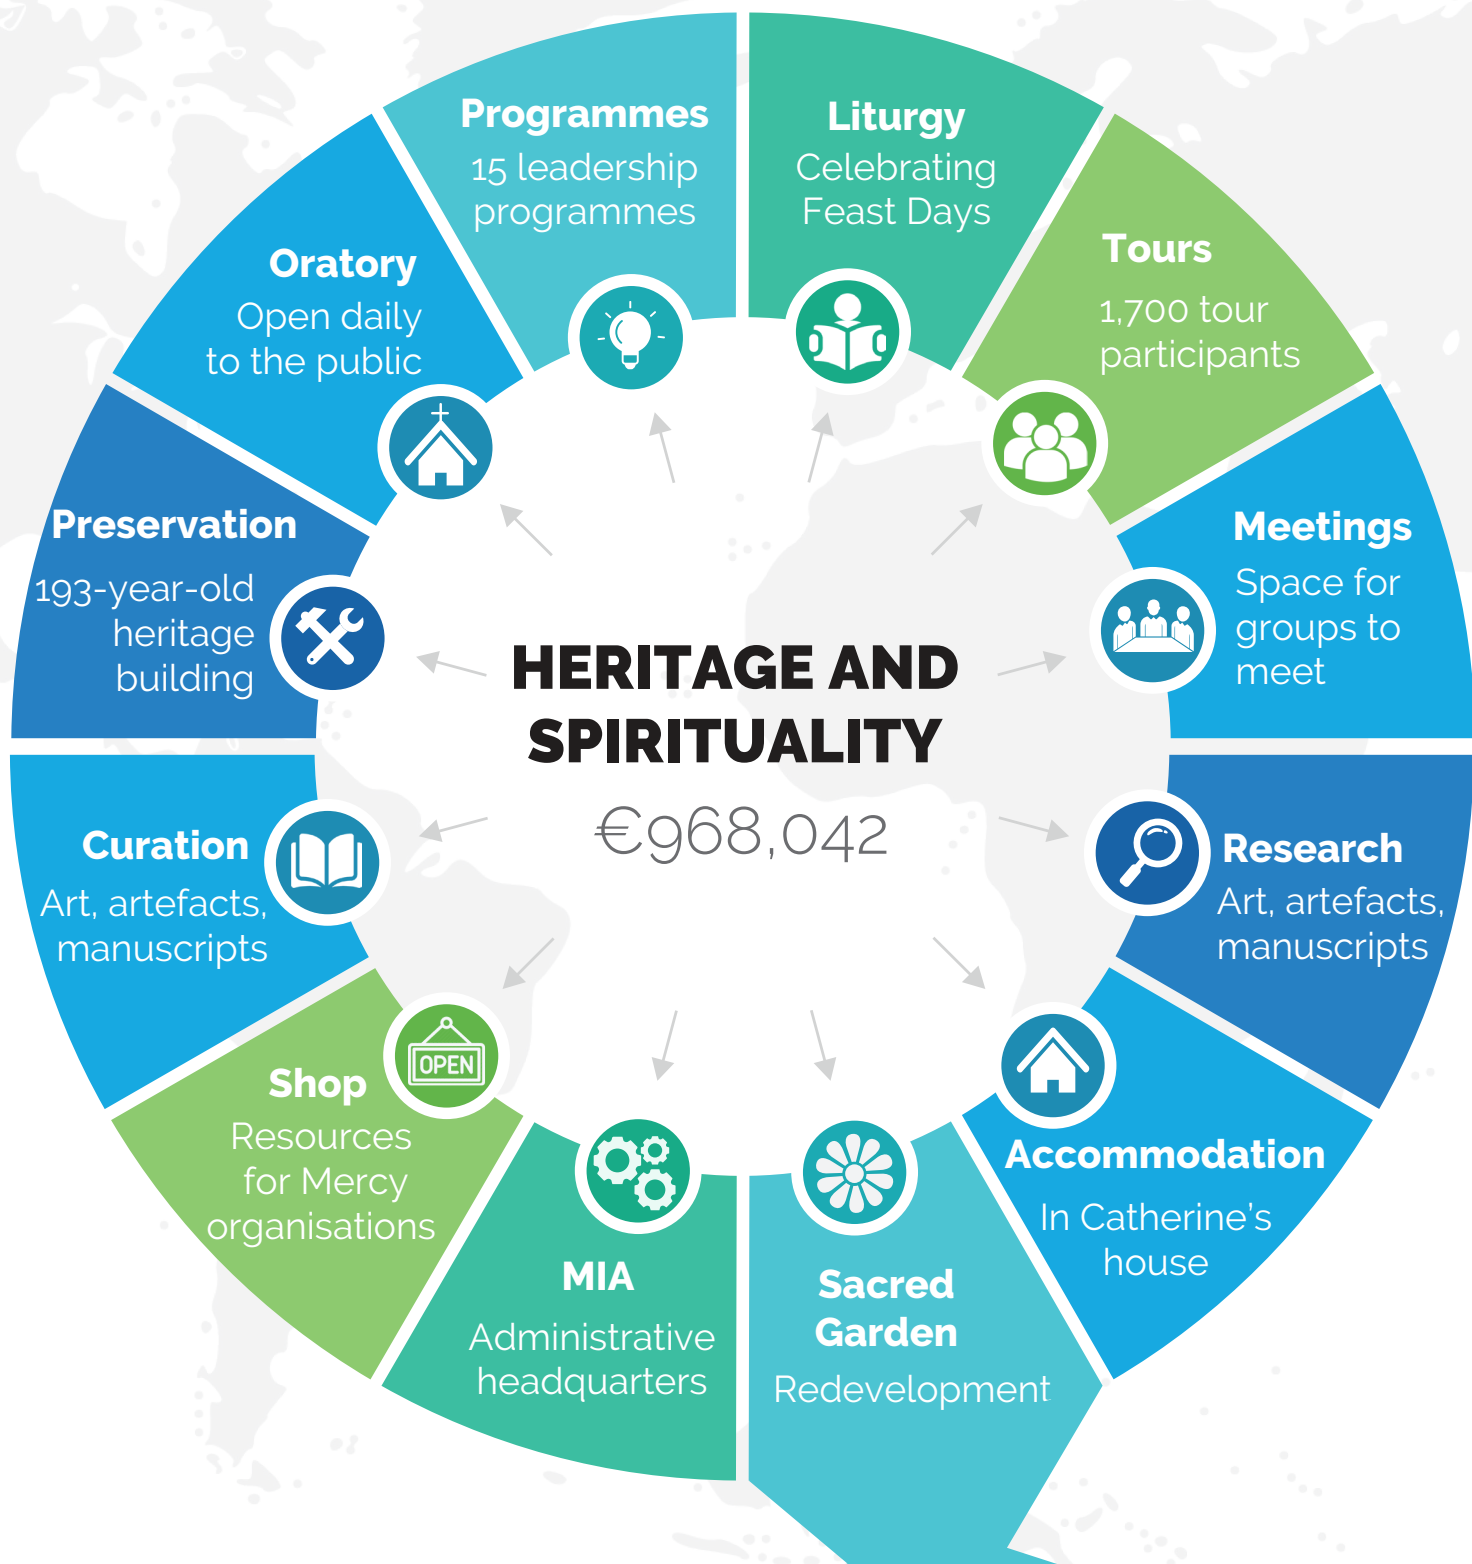 HERITAGE AND
SPIRITUALITY
€968,042
Programmes
15 leadership
programmes
Liturgy
Celebrating
Feast Days
Tours
1,700 tour
participants
Meetings
Space for
groups to
meet
Research
Art, artefacts,
manuscripts
Accommodation
In Catherine's
house
Sacred
Garden
Redevelopment
MIA
Administrative
headquarters
Shop
Resources
for Mercy
organisations
OPEN
Curation
Art, artefacts,
manuscripts
Preservation
193-year-old
heritage
building
Oratory
Open daily
to the public